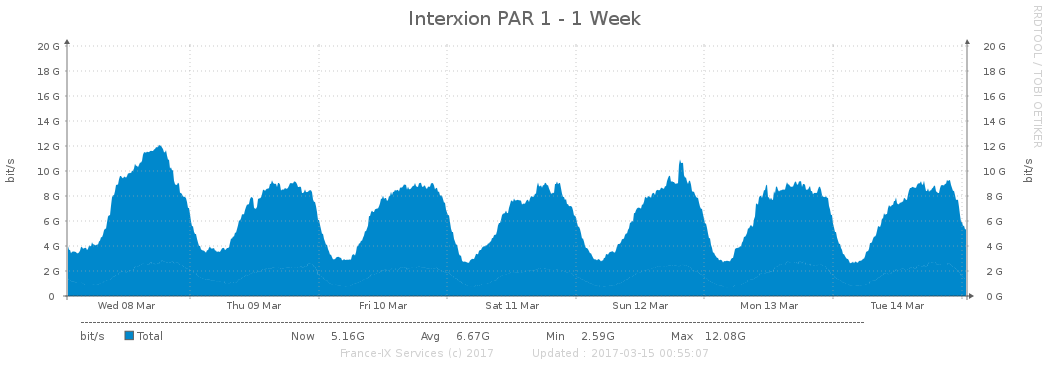 Interxion PAR 1 - 1 Week
RRDTOOL / TOBI OETIKER
20 G 20 G
18 G 18 G
16 G 16 G
14 G 14 G
12 G 12 G
10 G 10 G
8 G 8 G
6 G 6 G
4 G 4 G
2 G 2 G
0 0 G
bit/s bit/s
Wed 08 Mar Thu 09 Mar Fri 10 Mar Sat 11 Mar Sun 12 Mar Mon 13 Mar Tue 14 Mar
bit/s Total Now 5.16G Avg 6.67G Min 2.59G Max 12.08G
France-IX Services (c) 2017 Updated : 2017-03-15 00:55:07